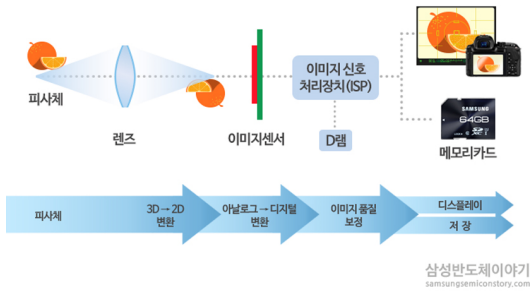 피사체
렌즈
이미지센서
이미지 신호
처리장치(ISP)
D램
SAMSUNG
64GB
메모리카드
피사체
3D→2D
변환
아날로그→디지털
변환
이미지 품질
보정
디스플레이
저 장
삼성반도체이야기
samsungsemiconstory.com